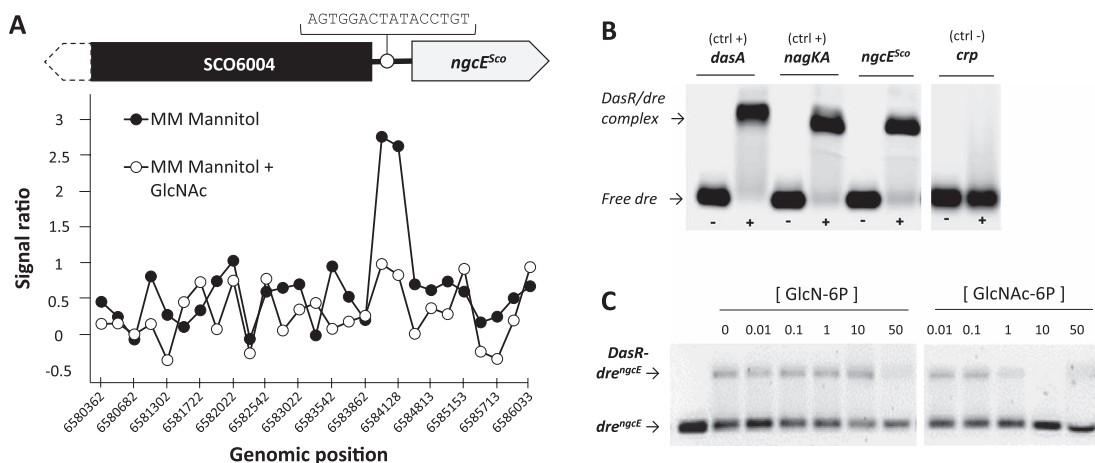 A
AGTGGACTATACCTGT
SCO6004
ngcE^Sco
MM Mannitol
MM Mannitol +
GlcNAc
Signal ratio
3
2.5
2
1.5
1
0.5
0
-0.5
6580362
6580682
6581302
6581722
6582022
6582542
6583022
6583542
6583862
6584128
6584813
6585153
6585713
6586033
Genomic position
B
(ctrl +) (ctrl +) (ctrl -)
dasA nagKA ngcE^Sco crp
DasR/dre
complex →
Free dre →
- + - + - + - +
C
[ GlcN-6P ] [ GlcNAc-6P ]
0 0.01 0.1 1 10 50 0.01 0.1 1 10 50
DasR-
dre^ngcE →
dre^ngcE →